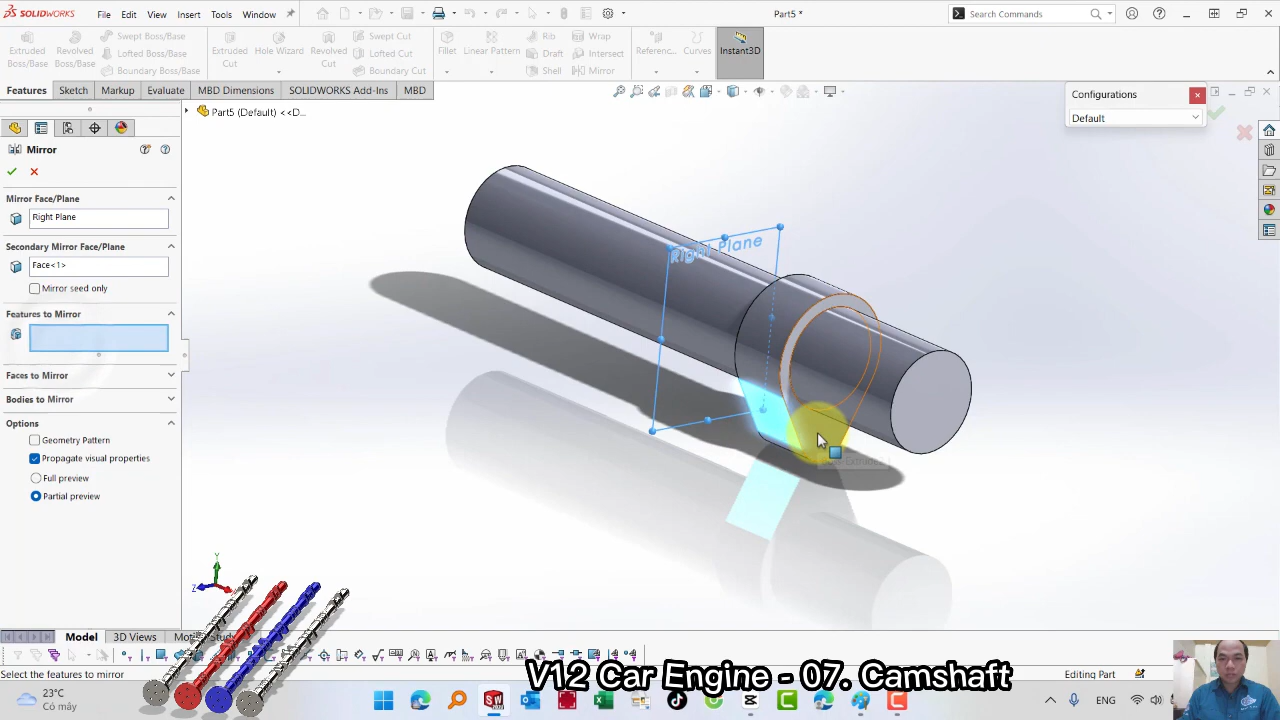 SOLIDWORKS File Edit View Insert Tools Window Part5 * Search Commands
Extruded Boss/Base Revolved Boss/Base Swept Boss/Base Lofted Boss/Base Boundary Boss/Base Extruded Cut Hole Wizard Revolved Cut Swept Cut Lofted Cut Boundary Cut Fillet Linear Pattern Rib Draft Shell Wrap Intersect Mirror Referenc... Curves Instant3D
Features Sketch Markup Evaluate MBD Dimensions SOLIDWORKS Add-Ins MBD
Configurations
Default
Part5 (Default) <<D...
Mirror
Mirror Face/Plane
Right Plane
Secondary Mirror Face/Plane
Face<1>
Mirror seed only
Features to Mirror
Faces to Mirror
Bodies to Mirror
Options
Geometry Pattern
Propagate visual properties
Full preview
Partial preview
Right Plane
Y
Z
Model 3D Views
Select the features to mirror
Editing Part
V12 Car Engine - 07. Camshaft
23°C
Có mây
ENG